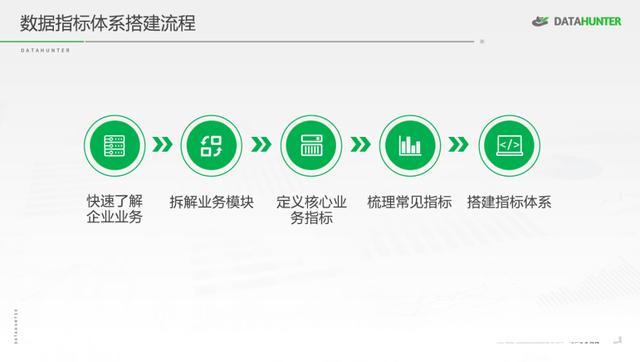 数据指标体系搭建流程
DATAHUNTER
DATAHUNTER
快速了解
企业业务
拆解业务模块
定义核心业
务指标
梳理常见指标
搭建指标体系
</>
DATAHUNTER